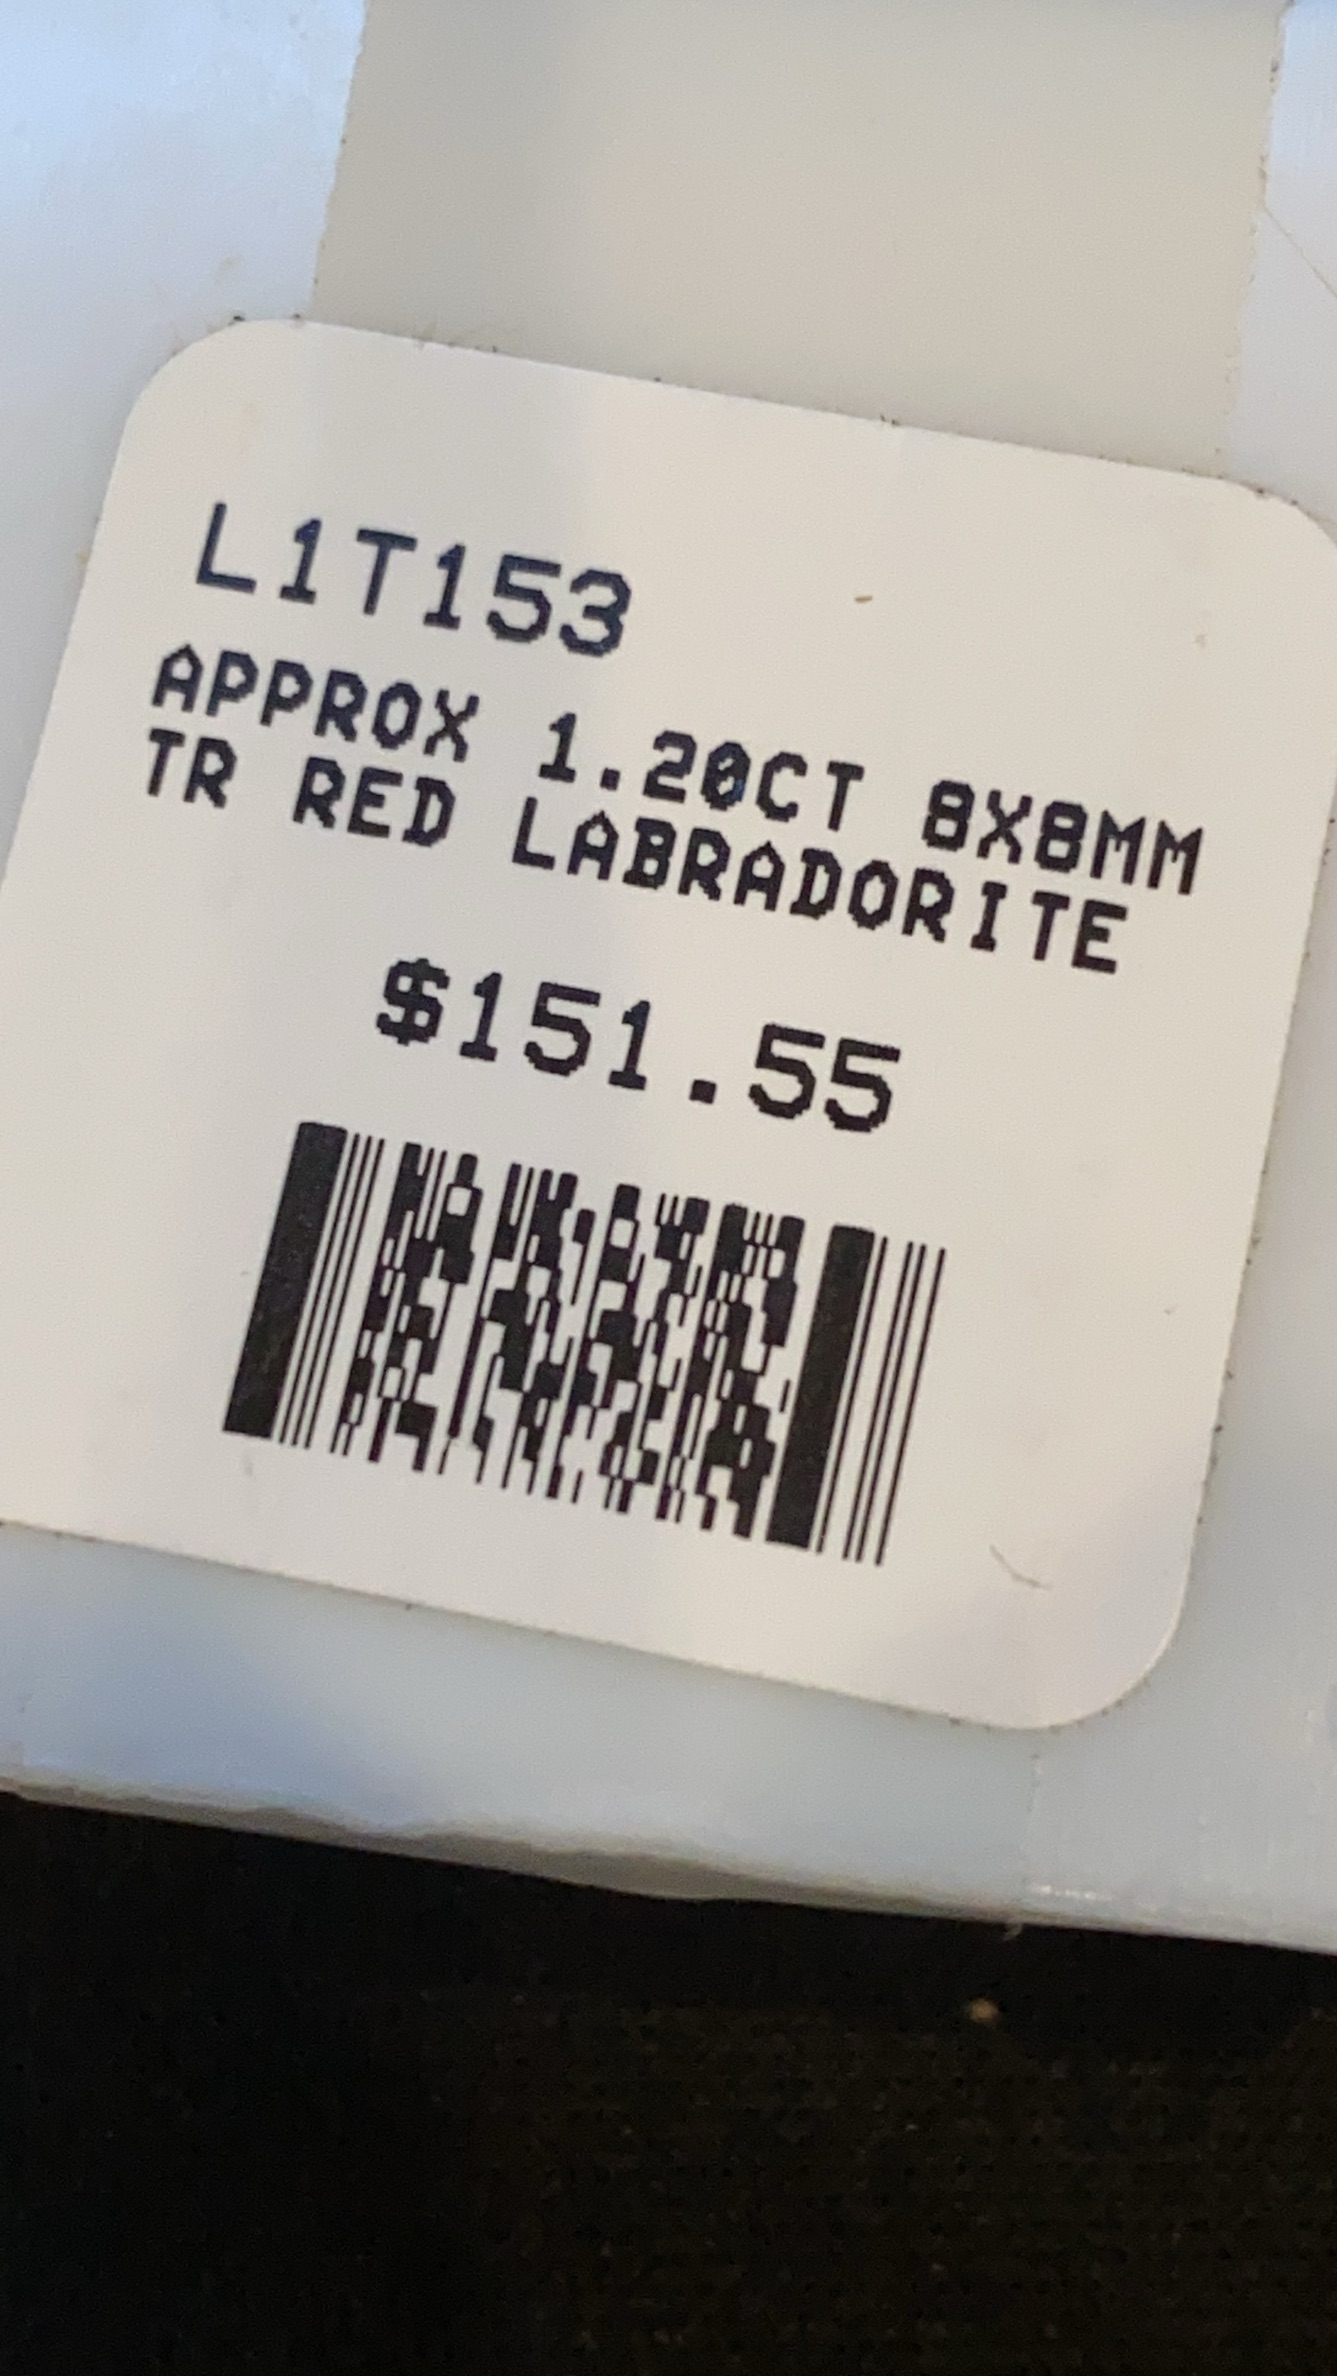 L1T153
APPROX 1.20CT 8X8MM
TR RED LABRADORITE
$151.55